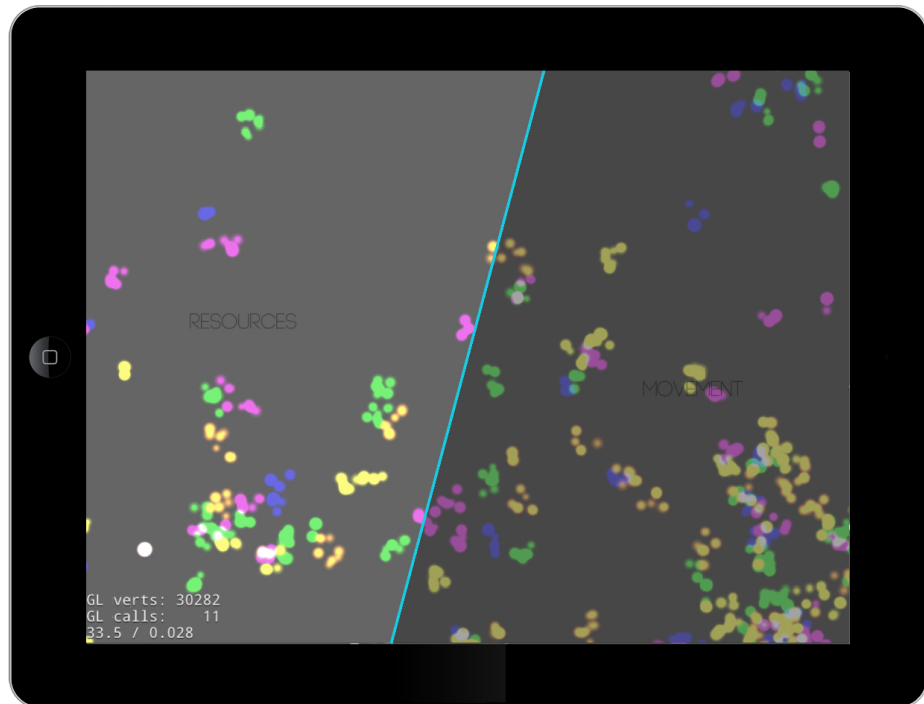 RESOURCES
MOVEMENT
GL verts: 30282
GL calls:    11
33.5 / 0.028